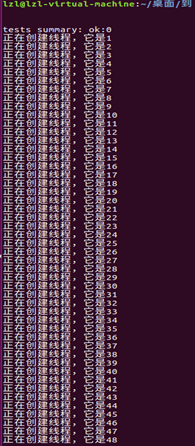 lzl@lzl-virtual-machine:~/桌面/到
tests summary: ok:0
正在创建线程，它是1
正在创建线程，它是2
正在创建线程，它是3
正在创建线程，它是4
正在创建线程，它是5
正在创建线程，它是6
正在创建线程，它是7
正在创建线程，它是8
正在创建线程，它是9
正在创建线程，它是10
正在创建线程，它是11
正在创建线程，它是12
正在创建线程，它是13
正在创建线程，它是14
正在创建线程，它是15
正在创建线程，它是16
正在创建线程，它是17
正在创建线程，它是18
正在创建线程，它是19
正在创建线程，它是20
正在创建线程，它是21
正在创建线程，它是22
正在创建线程，它是23
正在创建线程，它是24
正在创建线程，它是25
正在创建线程，它是26
正在创建线程，它是27
正在创建线程，它是28
正在创建线程，它是29
正在创建线程，它是30
正在创建线程，它是31
正在创建线程，它是32
正在创建线程，它是33
正在创建线程，它是34
正在创建线程，它是35
正在创建线程，它是36
正在创建线程，它是37
正在创建线程，它是38
正在创建线程，它是39
正在创建线程，它是40
正在创建线程，它是41
正在创建线程，它是42
正在创建线程，它是43
正在创建线程，它是44
正在创建线程，它是45
正在创建线程，它是46
正在创建线程，它是47
正在创建线程，它是48